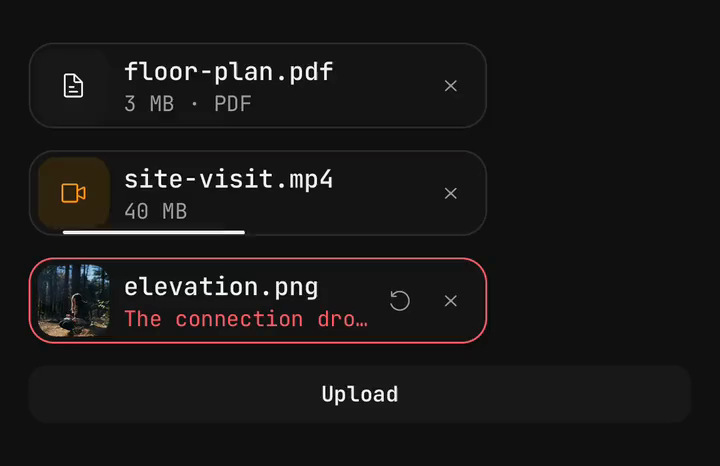 floor-plan.pdf
3 MB · PDF
site-visit.mp4
40 MB
elevation.png
The connection dro…
Upload